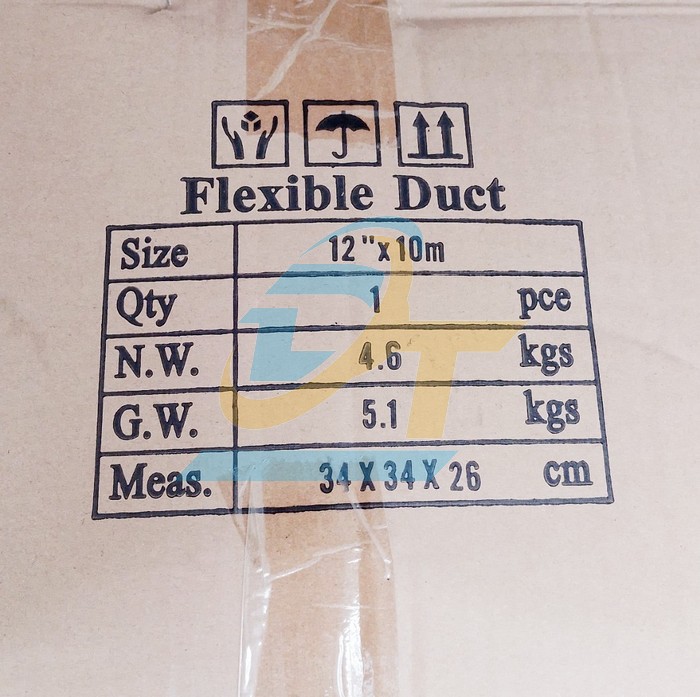 Flexible Duct
Size 12"x10m
Qty 1 pce
N.W. 4.6 kgs
G.W. 5.1 kgs
Meas. 34 X 34 X 26 cm
DT